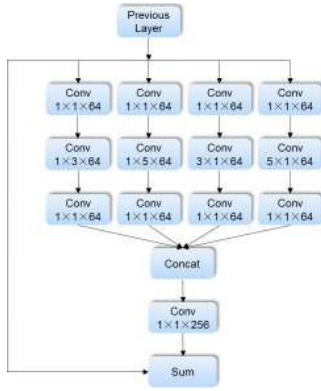 Previous
Layer
Conv
1×1×64
Conv
1×1×64
Conv
1×1×64
Conv
1×1×64
Conv
1×3×64
Conv
1×5×64
Conv
3×1×64
Conv
5×1×64
Conv
1×1×64
Conv
1×1×64
Conv
1×1×64
Conv
1×1×64
Concat
Conv
1×1×256
Sum